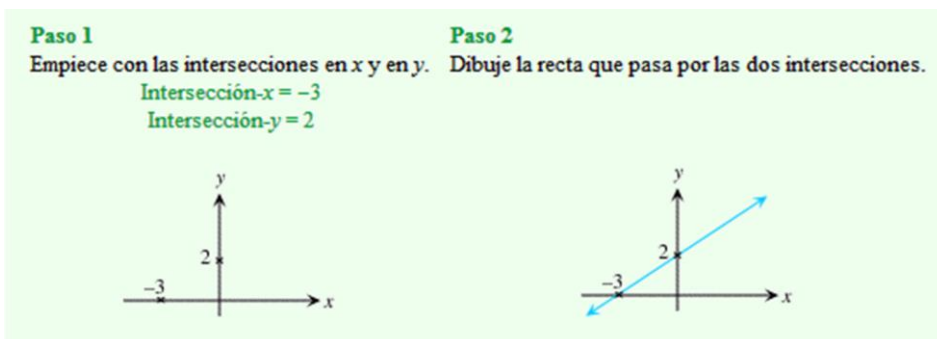 Paso 1
Empiece con las intersecciones en x y en y.
Intersección-x = −3
Intersección-y = 2
y
2
−3
x
Paso 2
Dibuje la recta que pasa por las dos intersecciones.
y
2
−3
x